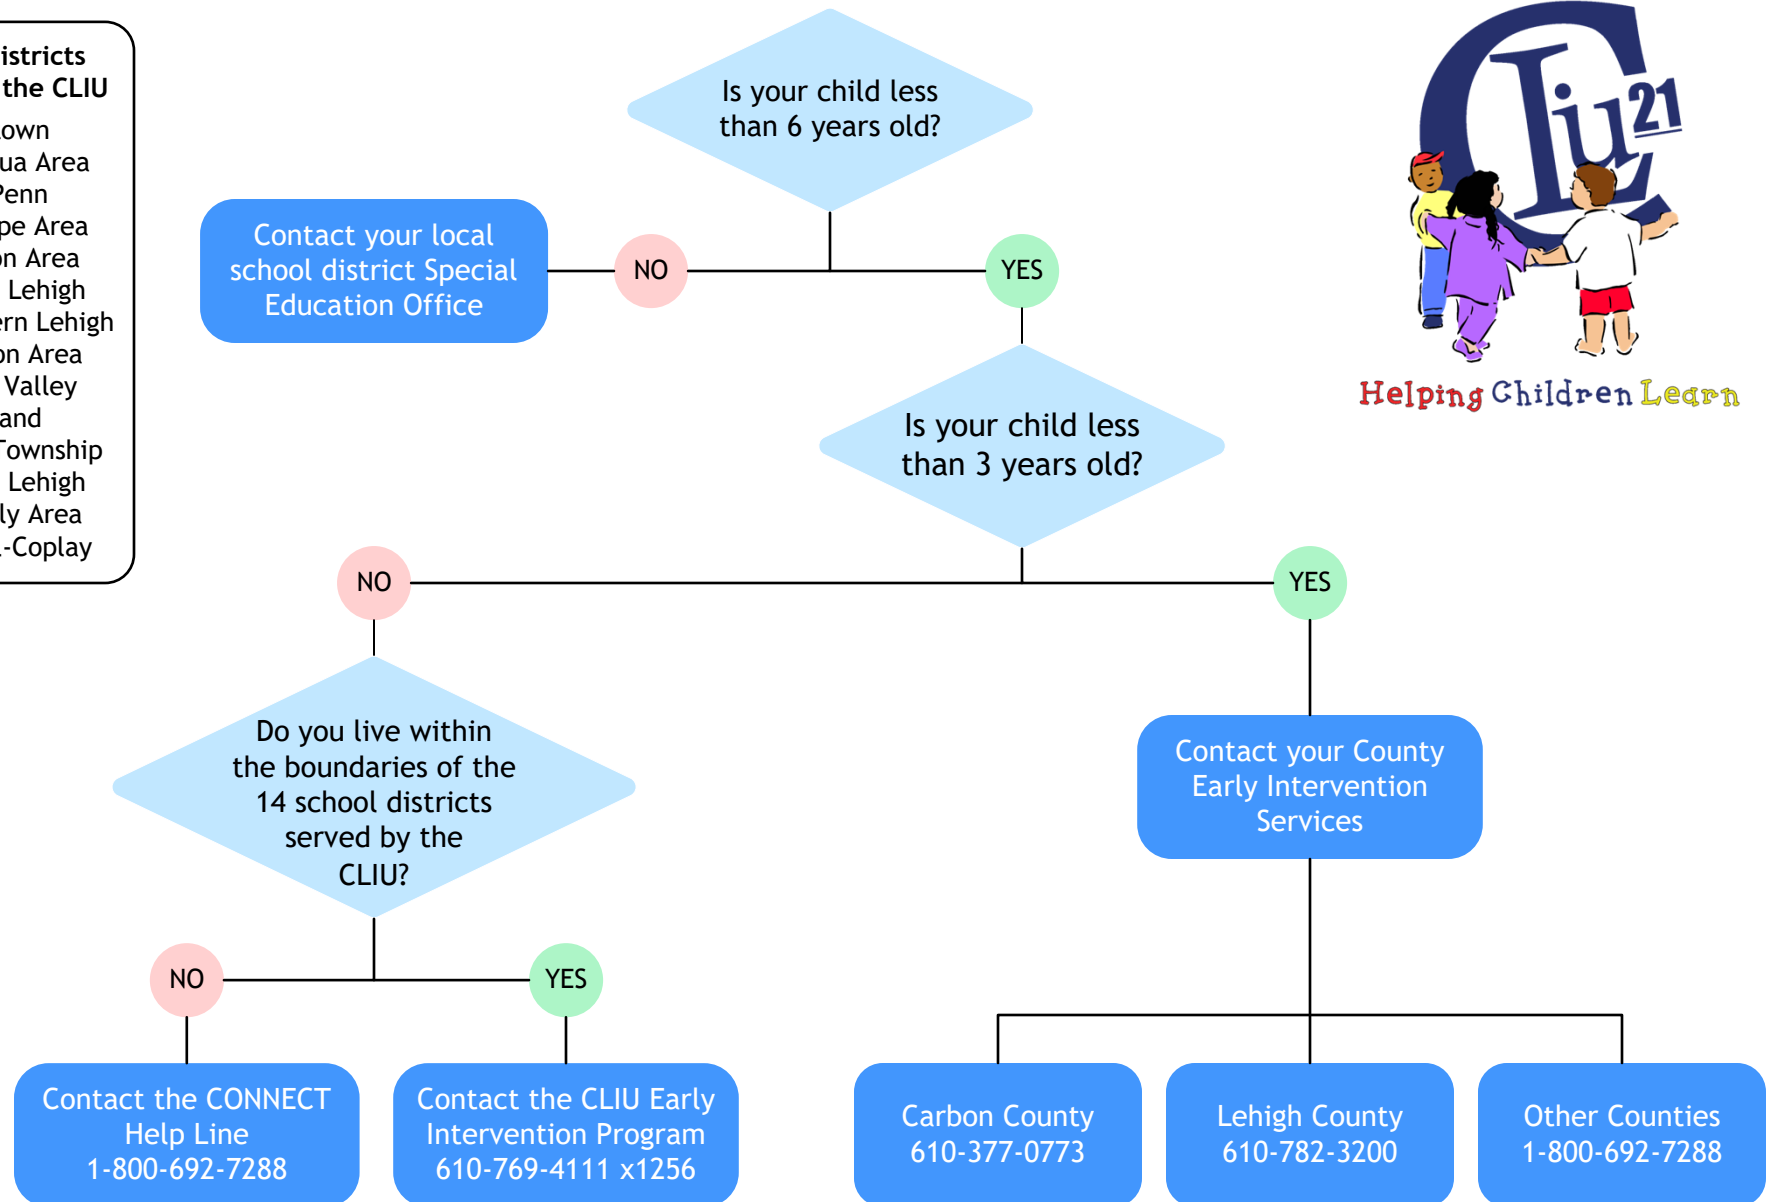 istricts
the CLIU
own
ua Area
Penn
pe Area
on Area
Lehigh
ern Lehigh
on Area
Valley
and
Township
Lehigh
ly Area
-Coplay
Is your child less
than 6 years old?
CLiu21
Helping Children Learn
Contact your local
school district Special
Education Office
NO
YES
Is your child less
than 3 years old?
NO
YES
Do you live within
the boundaries of the
14 school districts
served by the
CLIU?
Contact your County
Early Intervention
Services
NO
YES
Contact the CONNECT
Help Line
1-800-692-7288
Contact the CLIU Early
Intervention Program
610-769-4111 x1256
Carbon County
610-377-0773
Lehigh County
610-782-3200
Other Counties
1-800-692-7288